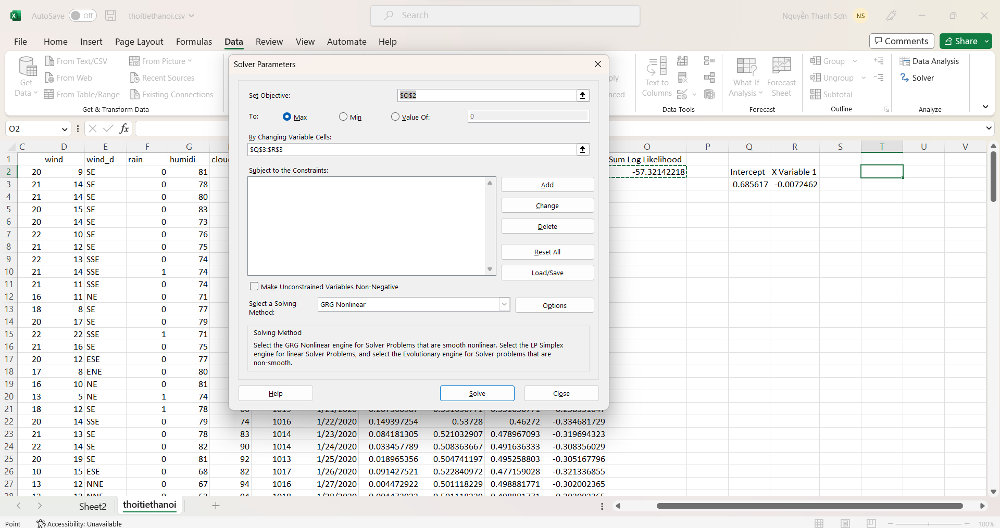 AutoSave Off thoitiethanoi.csv Search Nguyễn Thanh Sơn NS
File Home Insert Page Layout Formulas Data Review View Automate Help Comments Share
Get Data From Text/CSV From Web From Table/Range From Picture Recent Sources Existing Connections
Text to Columns What-If Analysis Forecast Sheet Group Ungroup Subtotal Data Analysis Solver
Get & Transform Data Data Tools Forecast Outline Analyze
O2 fx
Solver Parameters
Set Objective: $O$2
To: Max Min Value Of: 0
By Changing Variable Cells:
$Q$3:$R$3
Subject to the Constraints:
Add
Change
Delete
Reset All
Load/Save
Make Unconstrained Variables Non-Negative
Select a Solving Method: GRG Nonlinear Options
Solving Method
Select the GRG Nonlinear engine for Solver Problems that are smooth nonlinear. Select the LP Simplex
engine for linear Solver Problems, and select the Evolutionary engine for Solver problems that are
non-smooth.
Help Solve Close
C D E F G O P Q R S T U V
1 wind wind_d rain humidi Sum Log Likelihood
2 20 9 SE 0 81 -57.32142218 Intercept X Variable 1
3 21 14 SE 0 78 0.685617 -0.0072462
4 21 14 SE 0 80
5 20 15 SE 0 83
6 20 14 SE 0 73
7 22 10 SE 0 76
8 21 12 SE 0 75
9 22 13 SSE 0 74
10 21 14 SSE 1 74
11 21 11 SSE 0 74
12 16 11 NE 0 71
13 18 8 SE 0 77
14 20 17 SE 0 79
15 22 22 SSE 1 71
16 21 16 SE 0 75
17 20 12 ESE 0 77
18 17 8 ENE 0 80
19 16 10 NE 0 81
20 13 5 NE 1 74
21 18 12 SE 1 78
22 20 14 SSE 0 79 74 1016 1/22/2020 0.149397254 0.53728 0.46272 -0.334681729
23 21 13 SE 0 78 83 1014 1/23/2020 0.084181305 0.521032907 0.478967093 -0.319694323
24 22 14 SE 0 82 90 1014 1/24/2020 0.033457789 0.508363667 0.491636333 -0.308356029
25 20 19 SE 0 81 92 1013 1/25/2020 0.018965356 0.504741197 0.495258803 -0.305167796
26 10 15 ESE 0 68 82 1017 1/26/2020 0.091427521 0.522840972 0.477159028 -0.321336855
27 13 12 NNE 0 67 94 1016 1/27/2020 0.004472922 0.501118229 0.498881771 -0.302002365
Sheet2 thoitiethanoi
Point Accessibility: Unavailable 100%